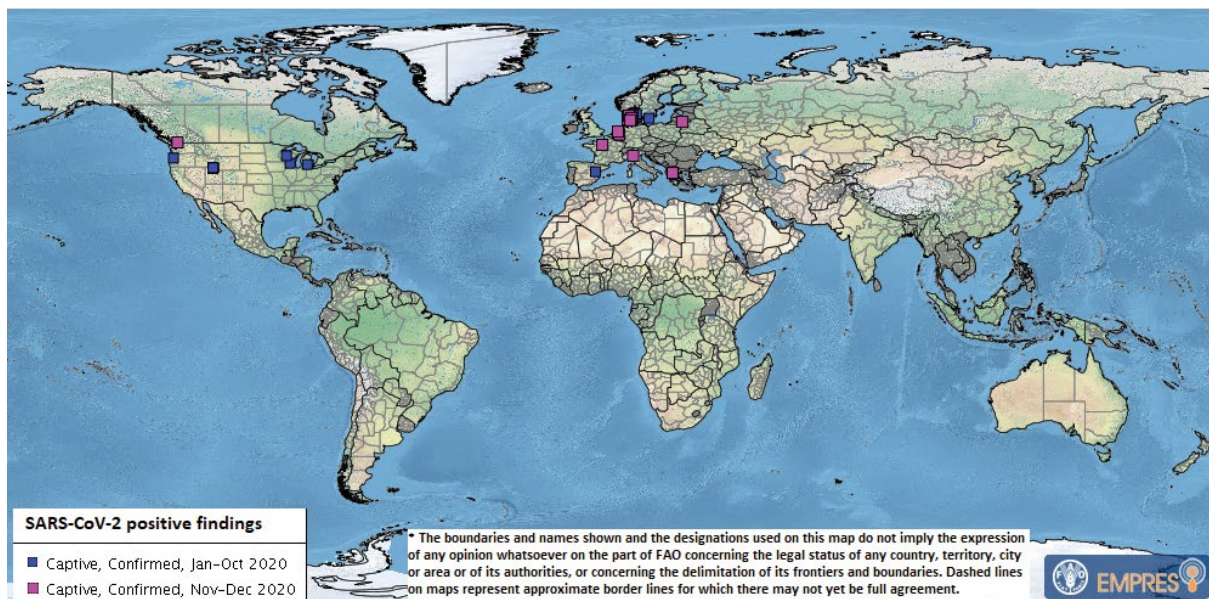 SARS-CoV-2 positive findings
Captive, Confirmed, Jan–Oct 2020
Captive, Confirmed, Nov–Dec 2020
* The boundaries and names shown and the designations used on this map do not imply the expression
of any opinion whatsoever on the part of FAO concerning the legal status of any country, territory, city
or area or of its authorities, or concerning the delimitation of its frontiers and boundaries. Dashed lines
on maps represent approximate border lines for which there may not yet be full agreement.
FAO
EMPRES